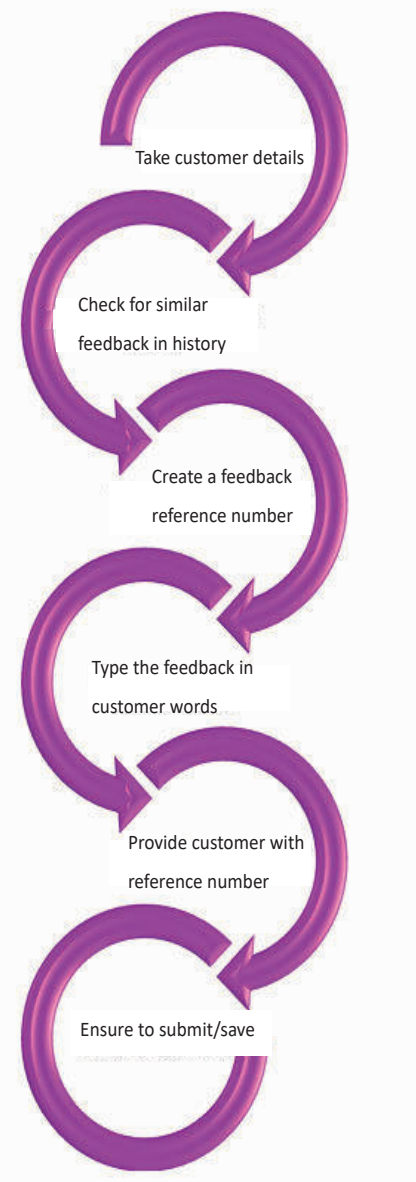 Take customer details
Check for similar
feedback in history
Create a feedback
reference number
Type the feedback in
customer words
Provide customer with
reference number
Ensure to submit/save